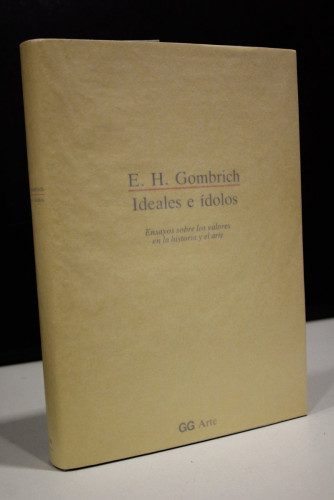 E. H. Gombrich
Ideales e ídolos
Ensayos sobre los valores
en la historia y el arte
GG Arte